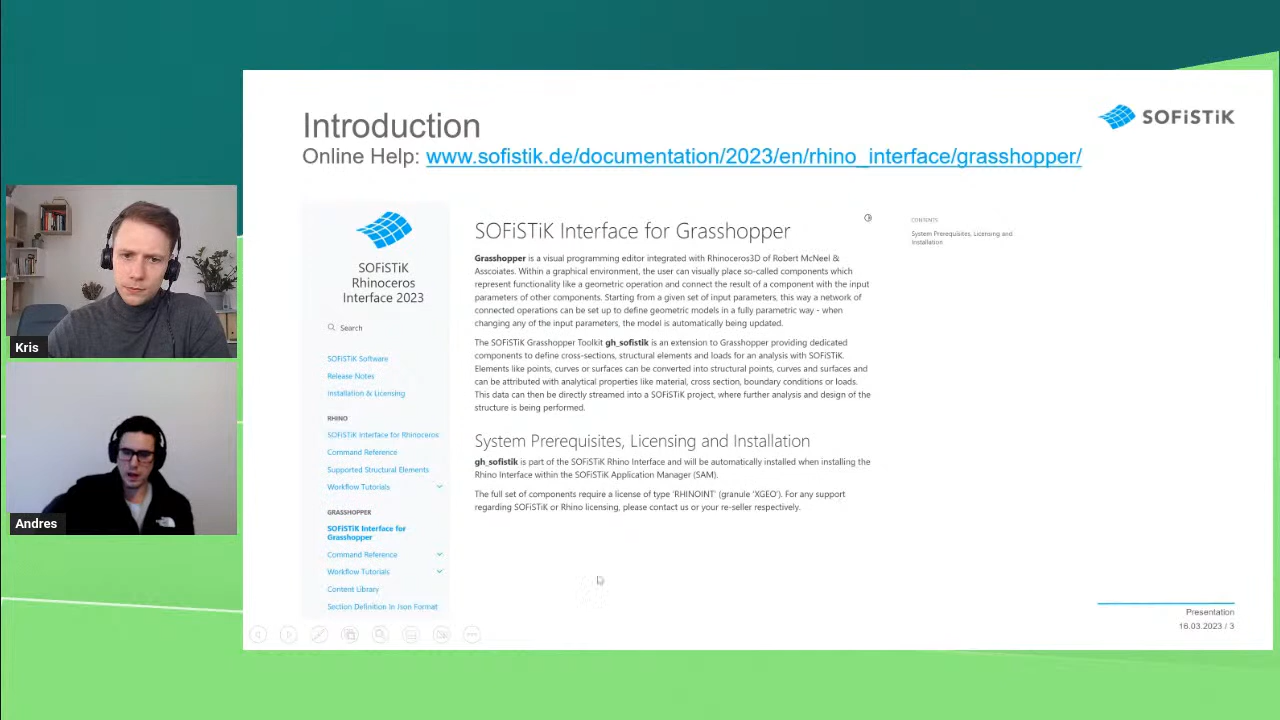 Introduction
SOFiSTiK
Online Help: www.sofistik.de/documentation/2023/en/rhino_interface/grasshopper/
Kris
Andres
SOFiSTiK
Rhinoceros
Interface 2023
Search
SOFiSTiK Software
Release Notes
Installation & Licensing
RHINO
SOFiSTiK Interface for Rhinoceros
Command Reference
Supported Structural Elements
Workflow Tutorials
GRASSHOPPER
SOFiSTiK Interface for
Grasshopper
Command Reference
Workflow Tutorials
Content Library
Section Definition In Json Format
SOFiSTiK Interface for Grasshopper
Grasshopper is a visual programming editor integrated with Rhinoceros3D of Robert McNeel &
Asscoiates. Within a graphical environment, the user can visually place so-called components which
represent functionality like a geometric operation and connect the result of a component with the input
parameters of other components. Starting from a given set of input parameters, this way a network of
connected operations can be set up to define geometric models in a fully parametric way - when
changing any of the input parameters, the model is automatically being updated.
The SOFiSTiK Grasshopper Toolkit gh_sofistik is an extension to Grasshopper providing dedicated
components to define cross-sections, structural elements and loads for an analysis with SOFiSTiK.
Elements like points, curves or surfaces can be converted into structural points, curves and surfaces and
can be attributed with analytical properties like material, cross section, boundary conditions or loads.
This data can then be directly streamed into a SOFiSTiK project, where further analysis and design of the
structure is being performed.
System Prerequisites, Licensing and Installation
gh_sofistik is part of the SOFiSTiK Rhino Interface and will be automatically installed when installing the
Rhino Interface within the SOFiSTiK Application Manager (SAM).
The full set of components require a license of type 'RHINOINT' (granule 'XGEO'). For any support
regarding SOFiSTiK or Rhino licensing, please contact us or your re-seller respectively.
CONTENTS
System Prerequisites, Licensing and
Installation
Presentation
16.03.2023 / 3